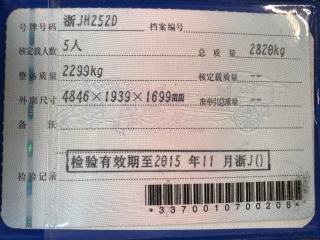 号牌号码 浙JH252D 档案编号
核定载人数 5人 总质量 2820kg
整备质量 2299kg 核定载质量 --
外廓尺寸 4846×1939×1699mm 准牵引总质量 --
备注
检验有效期至2015年11月浙J()
检验记录
*3370010700208*